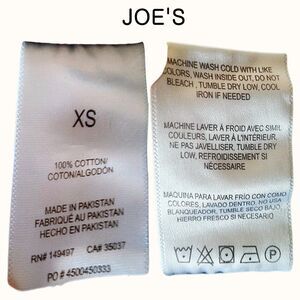 JOE'S
XS
100% COTTON/
COTON/ALGODÓN
MADE IN PAKISTAN
FABRIQUÉ AU PAKISTAN
HECHO EN PAKISTAN
RN# 149497 CA# 35037
PO # 4500450333
MACHINE WASH COLD WITH LIKE
COLORS, WASH INSIDE OUT, DO NOT
BLEACH, TUMBLE DRY LOW, COOL
IRON IF NEEDED
MACHINE LAVER À FROID AVEC SIMIL
COULEURS, LAVER À L'INTÉRIEUR,
NE PAS JAVELLISER, TUMBLE DRY
LOW, REFROIDISSEMENT SI
NÉCESSAIRE
MAQUINA PARA LAVAR FRÍO CON COMO
COLORES, LAVADO DENTRO, NO USA
BLANQUEADOR, TUMBLE SECO BAJO,
HIERRO FRESCO SI NECESARIO